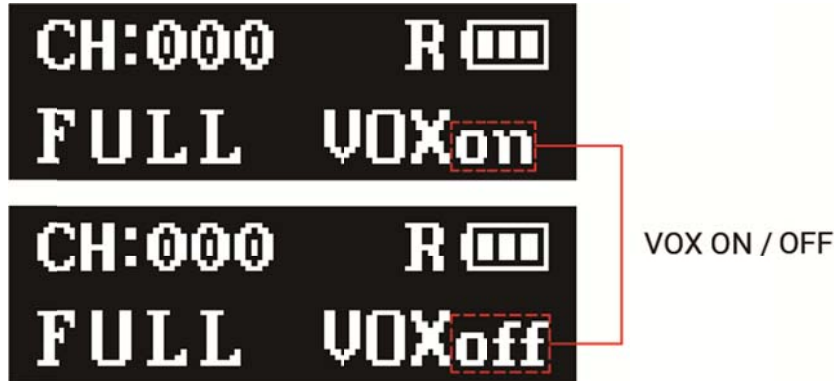 CH:000 R
FULL VOXon
VOX ON / OFF
CH:000 R
FULL VOXoff